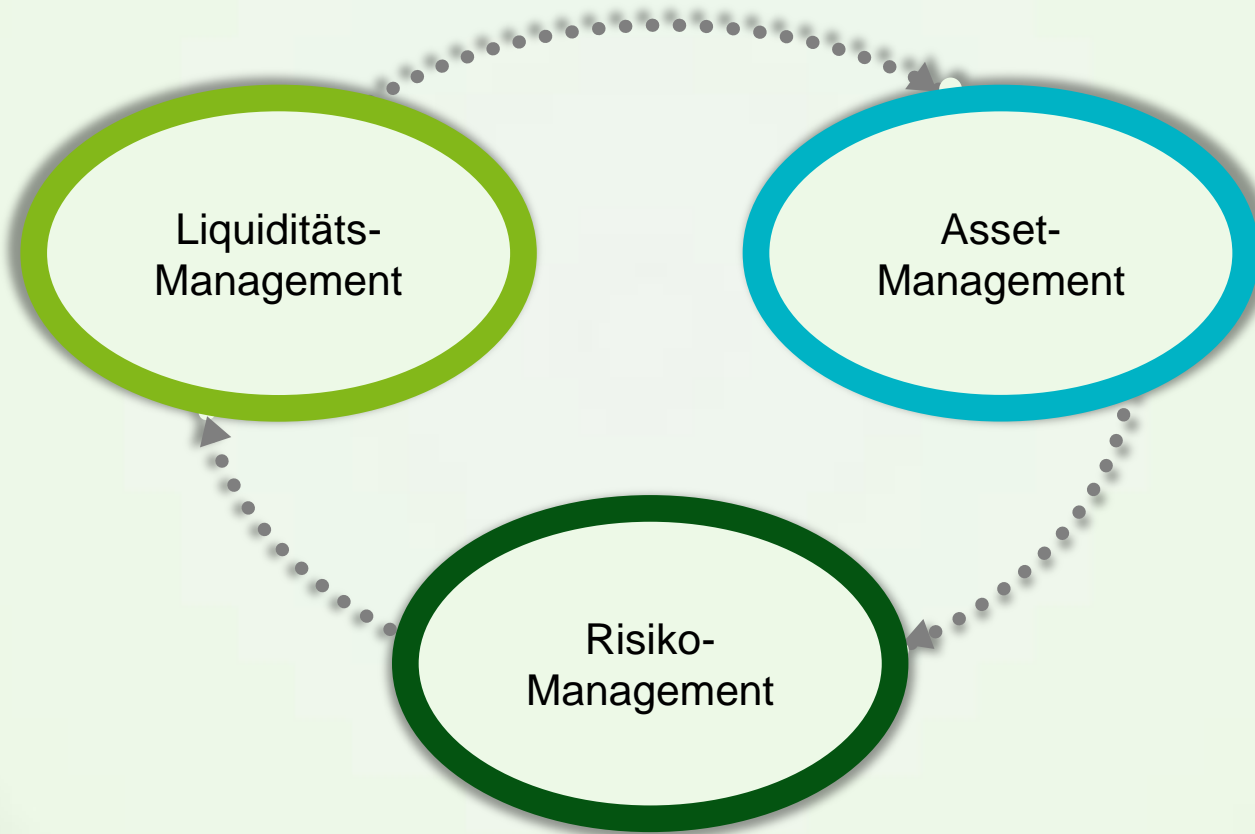 Liquiditäts-
Management
Asset-
Management
Risiko-
Management